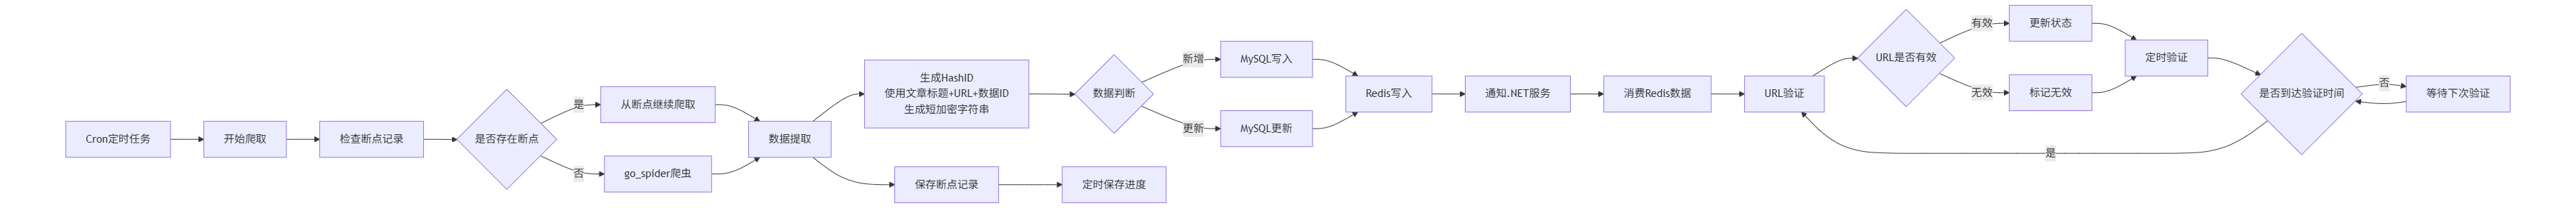 Cron定时任务
开始爬取
检查断点记录
是否存在断点
是
从断点继续爬取
否
go_spider爬虫
数据提取
生成HashID
使用文章标题+URL+数据ID
生成短加密字符串
保存断点记录
定时保存进度
数据判断
新增
MySQL写入
更新
MySQL更新
Redis写入
通知.NET服务
消费Redis数据
URL验证
URL是否有效
有效
更新状态
无效
标记无效
定时验证
是否到达验证时间
否
等待下次验证
是